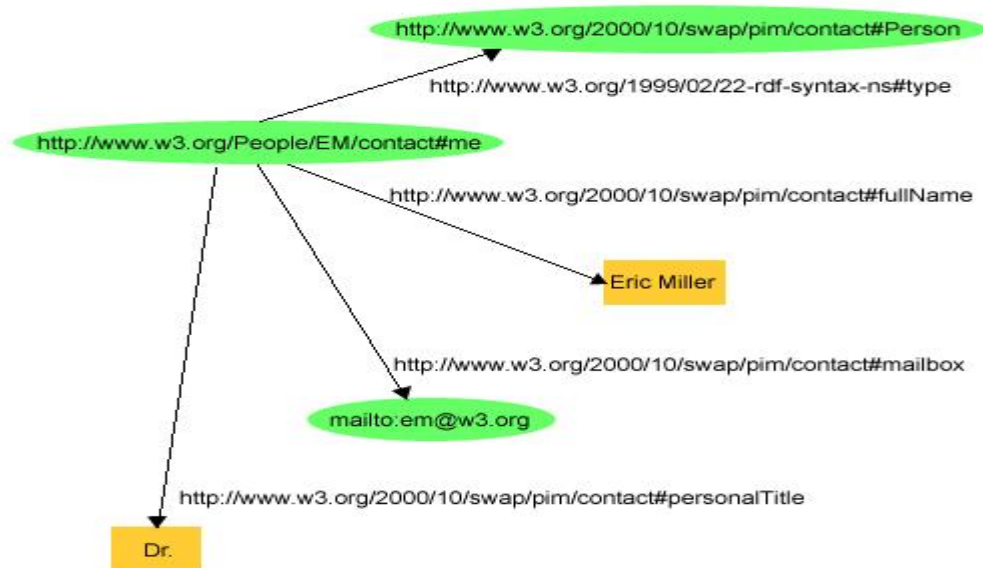 http://www.w3.org/2000/10/swap/pim/contact#Person
http://www.w3.org/1999/02/22-rdf-syntax-ns#type
http://www.w3.org/People/EM/contact#me
http://www.w3.org/2000/10/swap/pim/contact#fullName
Eric Miller
http://www.w3.org/2000/10/swap/pim/contact#mailbox
mailto:em@w3.org
http://www.w3.org/2000/10/swap/pim/contact#personalTitle
Dr.